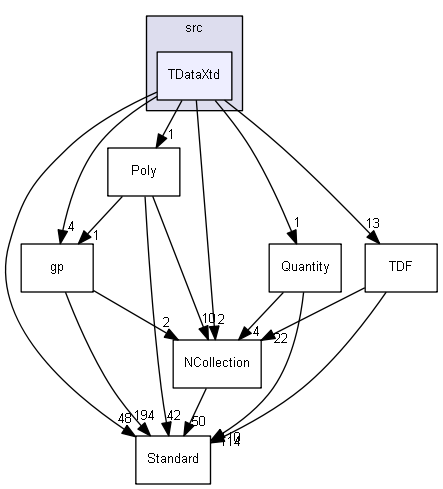 src
TDataXtd
1
Poly
4
1
1
13
gp
Quantity
TDF
2
10
2
4
22
NCollection
48
194
42
50
114
Standard